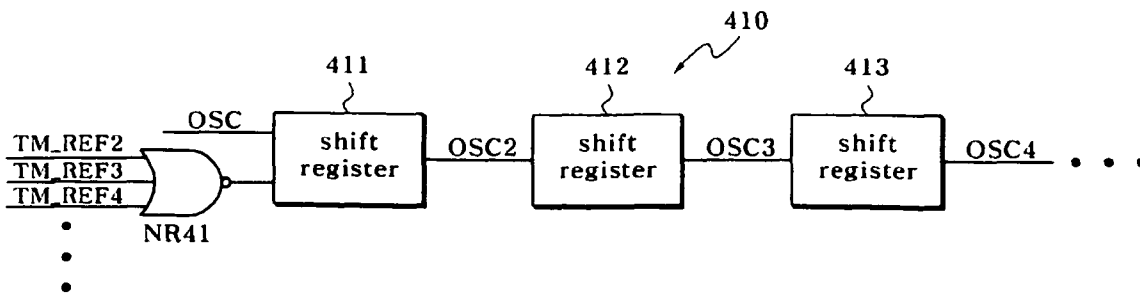 410
411
412
413
OSC
shift register
shift register
shift register
TM_REF2
TM_REF3
TM_REF4
OSC2
OSC3
OSC4
NR41